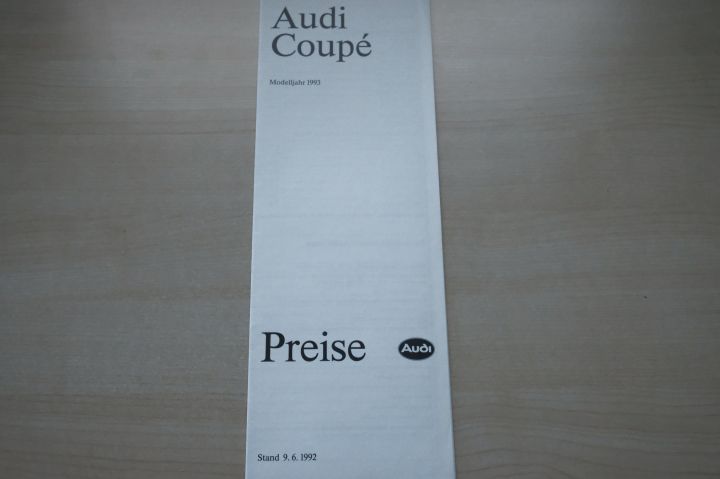 Audi
Coupé
Modelljahr 1993
Preise
Audi
Stand 9. 6. 1992